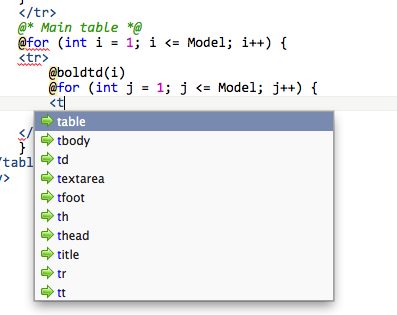 }
</tr>
@* Main table *@
@for (int i = 1; i <= Model; i++) {
<tr>
@boldtd(i)
@for (int j = 1; j <= Model; j++) {
<t
</
}
/tabl
>
table
tbody
td
textarea
tfoot
th
thead
title
tr
tt